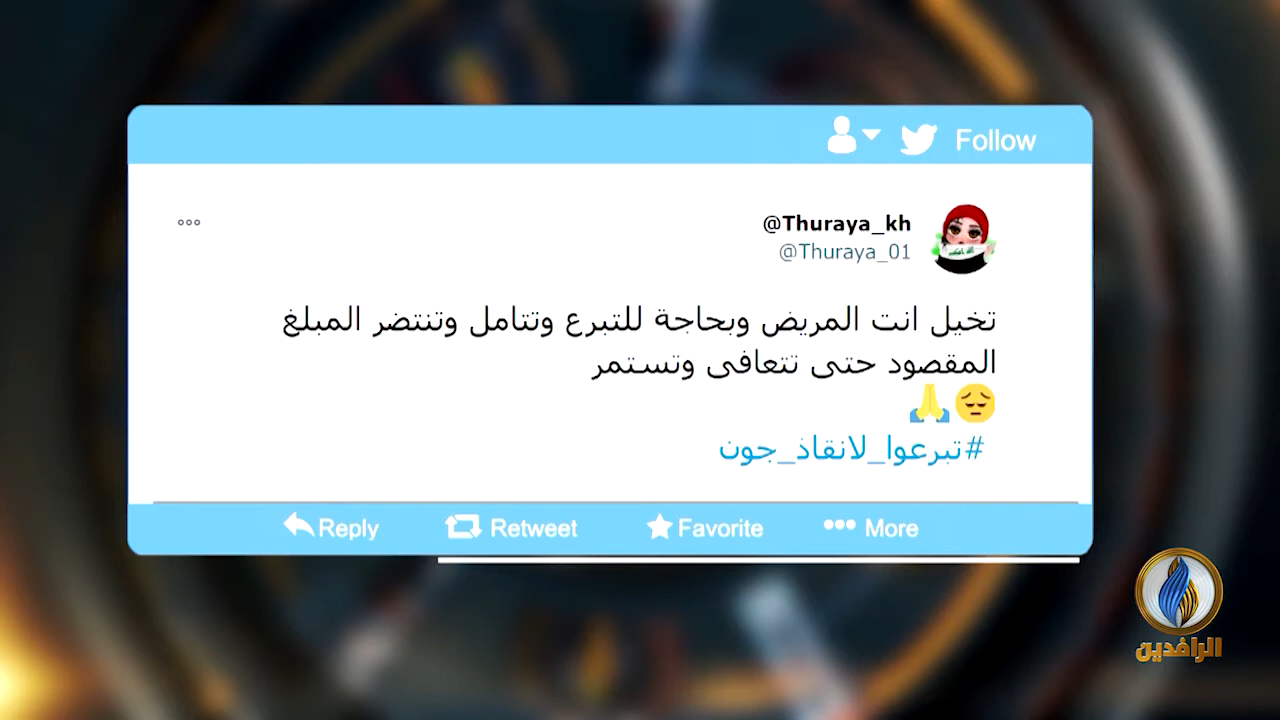 Follow
@Thuraya_kh
@Thuraya_01
تخيل انت المريض وبحاجة للتبرع وتتامل وتنتضر المبلغ
المقصود حتى تتعافى وتستمر
😔🙏
#تبرعوا_لانقاذ_جون
Reply Retweet Favorite More
الرافدين